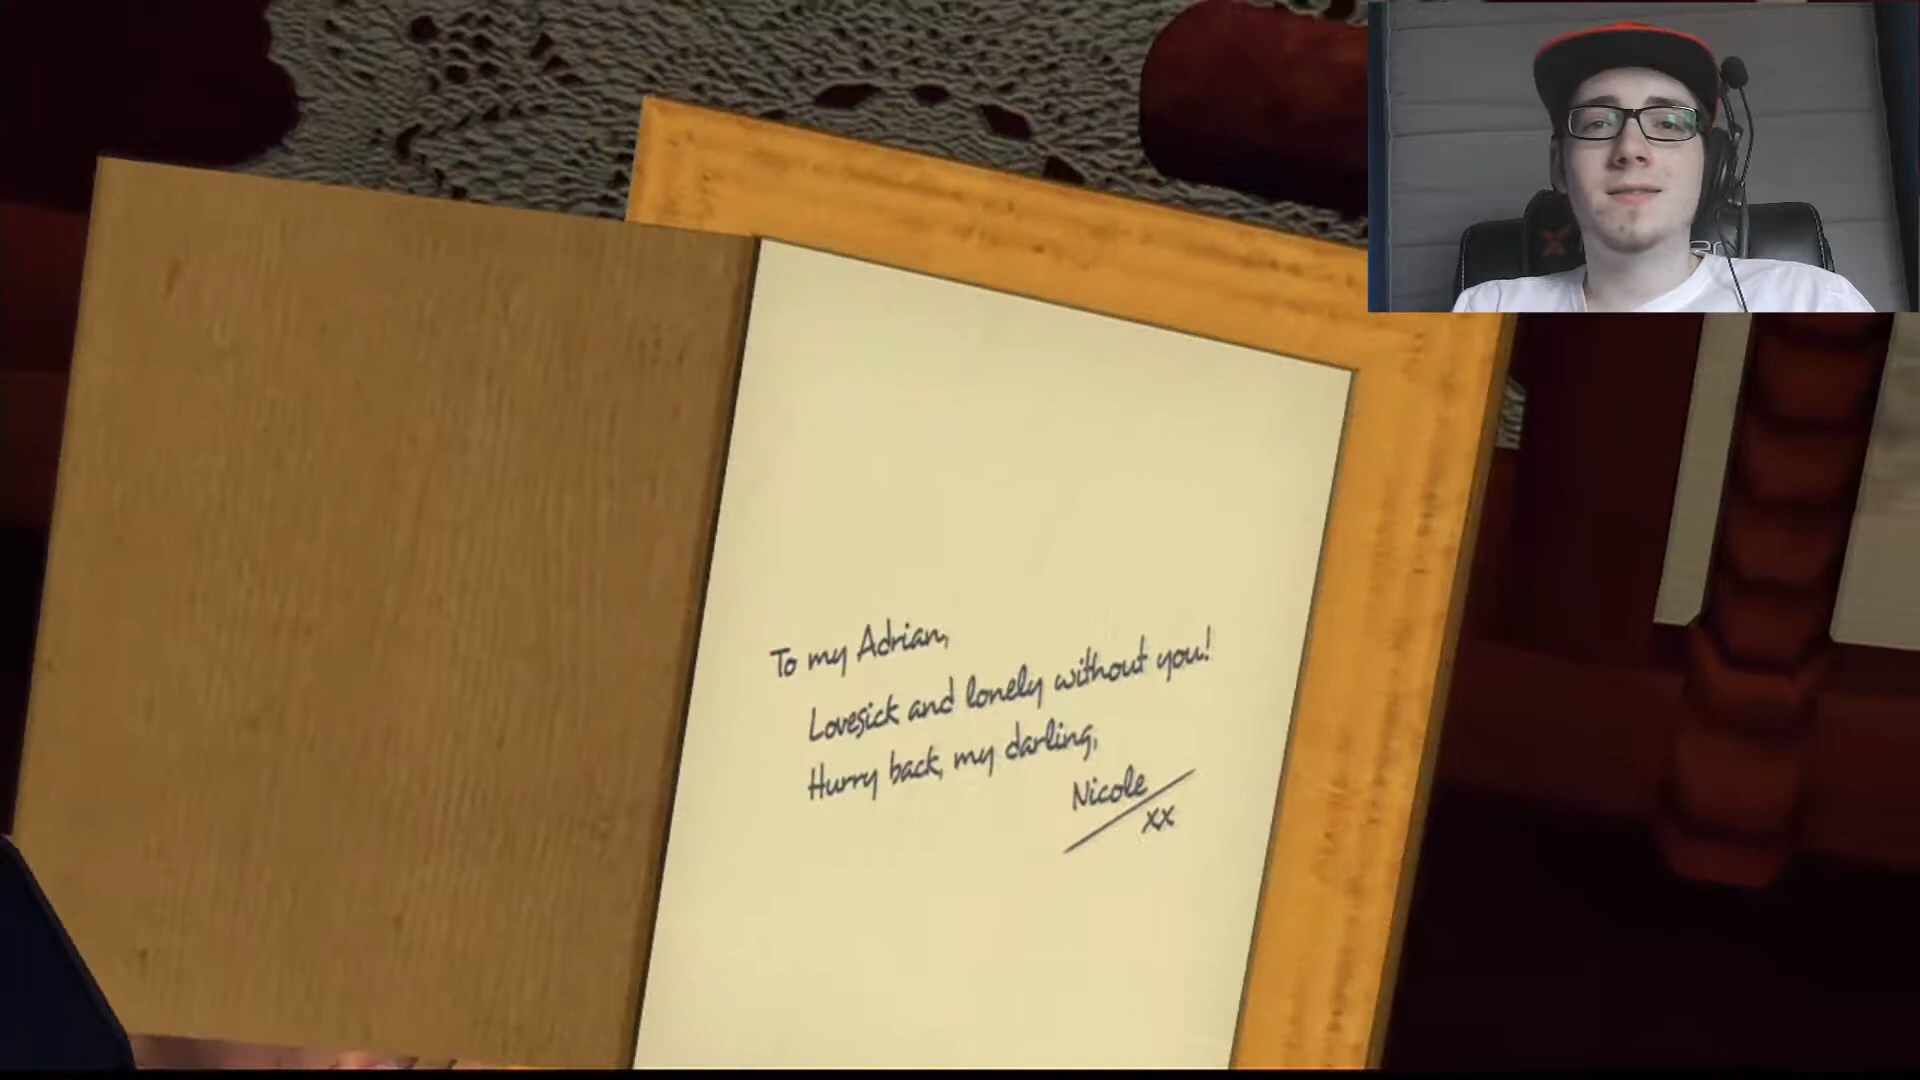 To my Adrian,
Lovesick and lonely without you!
Hurry back, my darling,
Nicole
xx